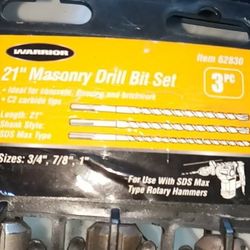 WARRIOR
Item 62830
21" Masonry Drill Bit Set
3 PC
• Ideal for concrete, masonry and brickwork
• C2 carbide tips
Length: 21"
Shank Style:
SDS Max Type
Sizes: 3/4", 7/8", 1"
For Use With SDS Max
Type Rotary Hammers